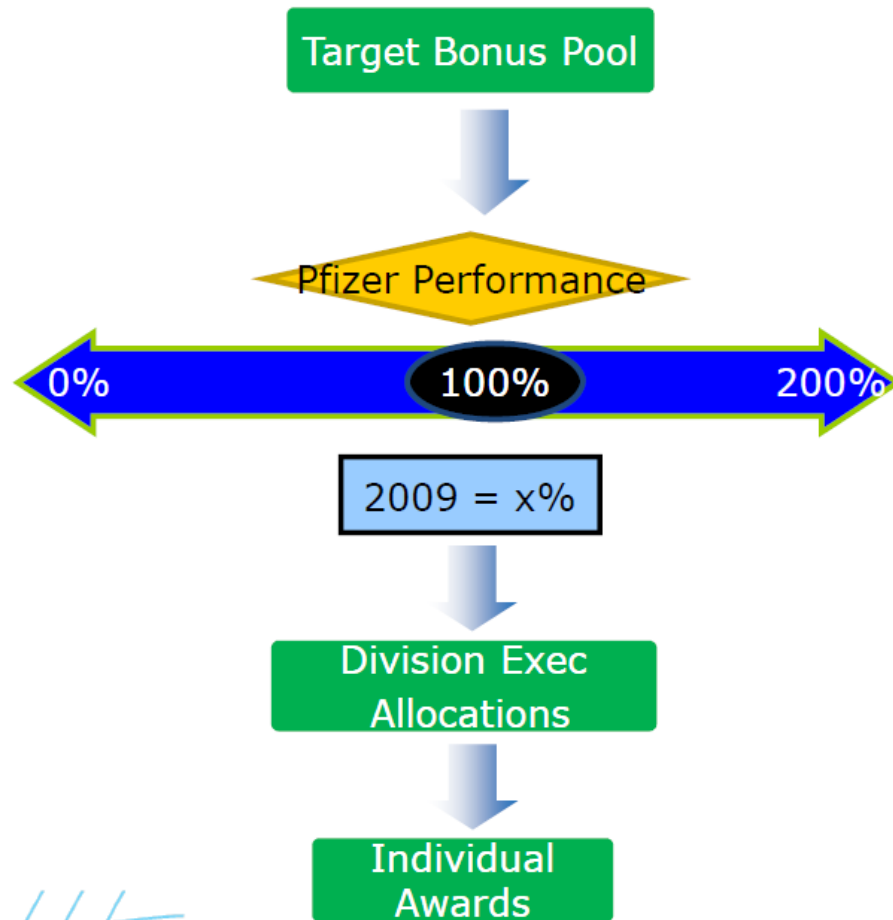 Target Bonus Pool
Pfizer Performance
0% 100% 200%
2009 = x%
Division Exec
Allocations
Individual
Awards